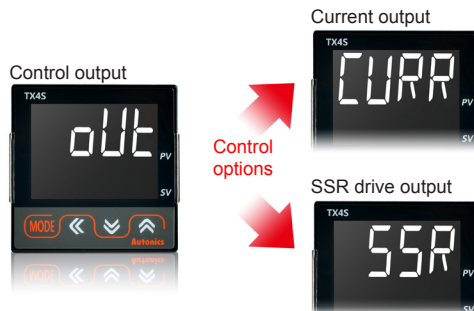 Control output
TX4S
oUt
PV
SV
MODE
Autonics
Control
options
Current output
TX4S
CURR
PV
SV
SSR drive output
TX4S
SSR
PV
SV